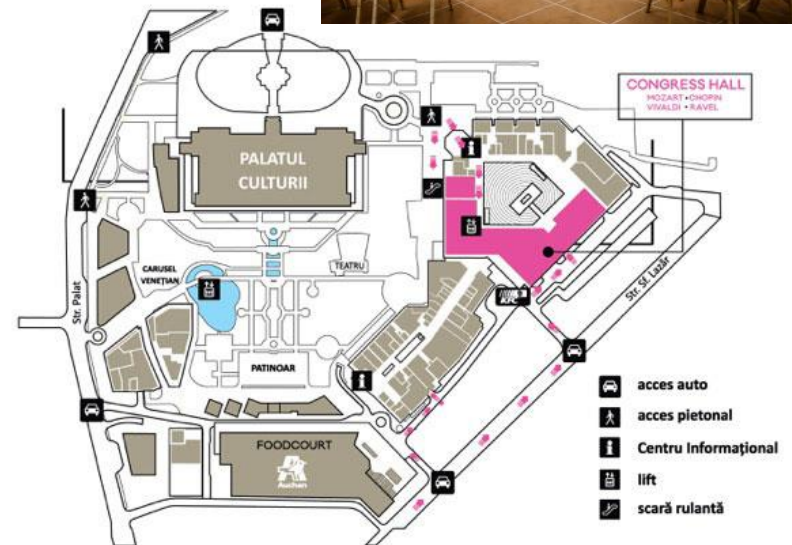 CONGRESS HALL
MOZART • CHOPIN
VIVALDI • RAVEL
PALATUL
CULTURII
CARUSEL
VENEȚIAN
TEATRU
Str. Palat
Str. Sf. Lazăr
KFC
PATINOAR
FOODCOURT
Auchan
acces auto
acces pietonal
Centru Informațional
lift
scară rulantă